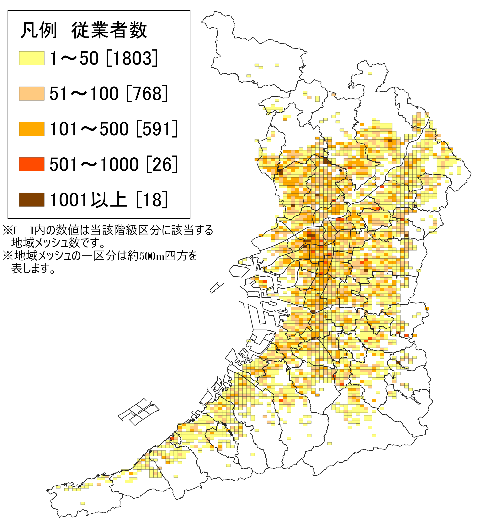 凡例 従業者数
1～50 [1803]
51～100 [768]
101～500 [591]
501～1000 [26]
1001以上 [18]
※[ ]内の数値は当該階級区分に該当する
地域メッシュ数です。
※地域メッシュの一区分は約500m四方を
表します。